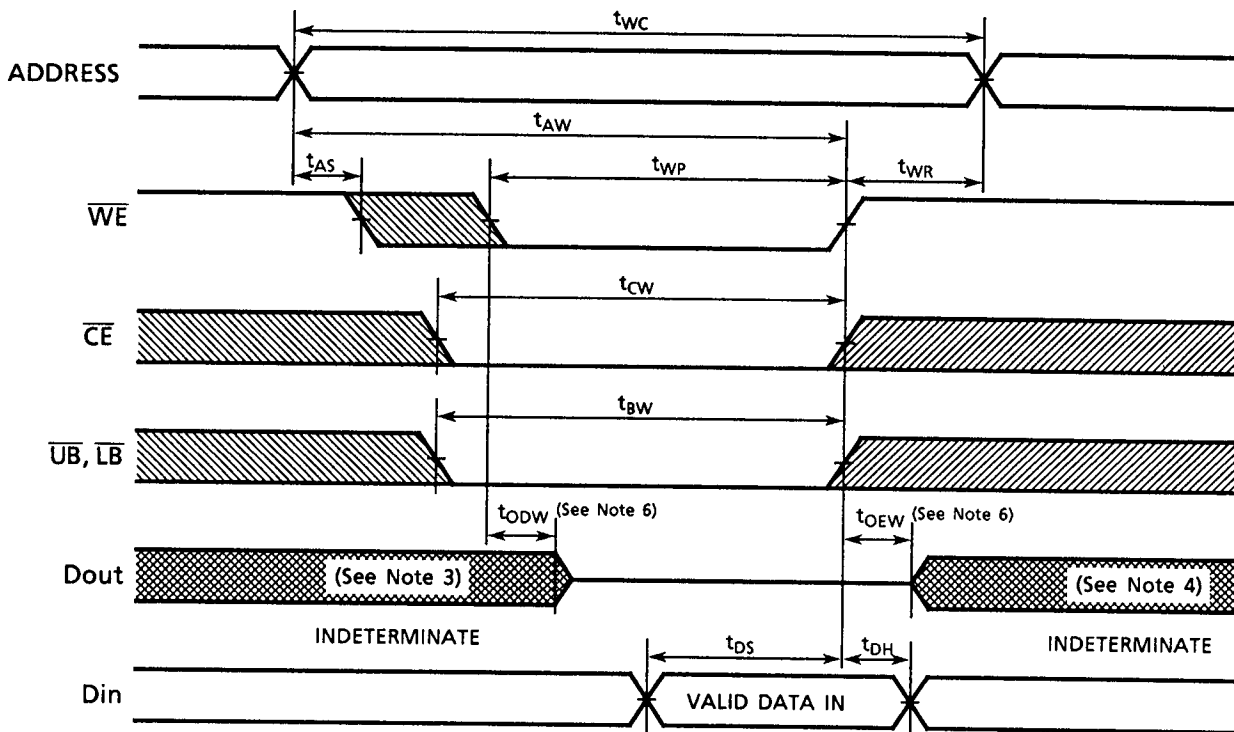 tWC
ADDRESS
tAW
tAS
tWP
tWR
WE
tCW
CE
tBW
UB, LB
tODW (See Note 6)
tOEW (See Note 6)
Dout
(See Note 3)
(See Note 4)
INDETERMINATE
INDETERMINATE
tDS
tDH
Din
VALID DATA IN